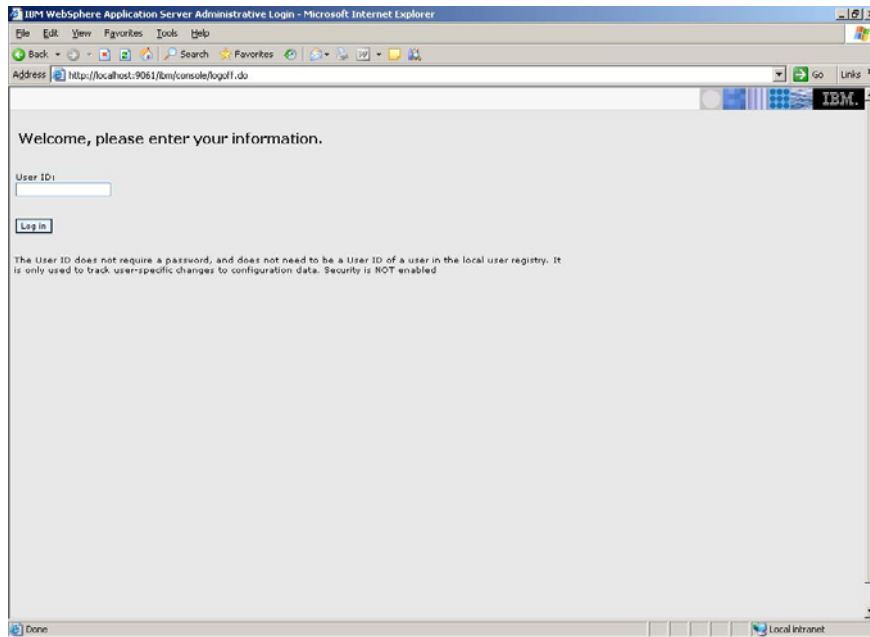 IBM WebSphere Application Server Administrative Login - Microsoft Internet Explorer
File Edit View Favorites Tools Help
Back Search Favorites
Address http://localhost:9061/ibm/console/logoff.do Go Links
IBM.
Welcome, please enter your information.
User ID:
Log in
The User ID does not require a password, and does not need to be a User ID of a user in the local user registry. It
is only used to track user-specific changes to configuration data. Security is NOT enabled
Done Local intranet